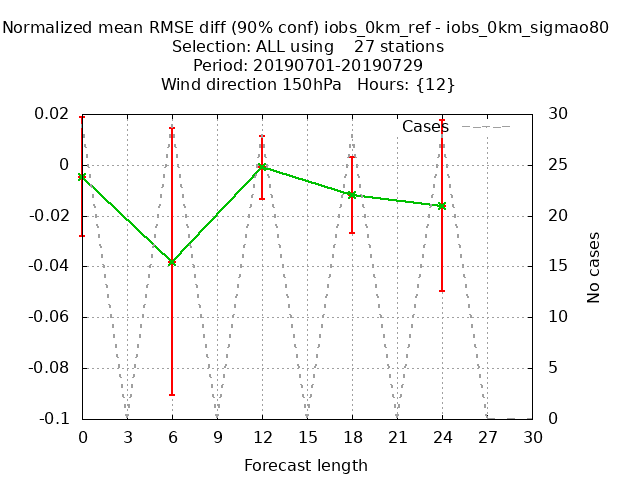 Normalized mean RMSE diff (90% conf) iobs_0km_ref - iobs_0km_sigmao80
Selection: ALL using    27 stations
Period: 20190701-20190729
Wind direction 150hPa   Hours: {12}
Cases
0.02
0
-0.02
-0.04
-0.06
-0.08
-0.1
30
25
20
15
10
5
0
No cases
0 3 6 9 12 15 18 21 24 27 30
Forecast length